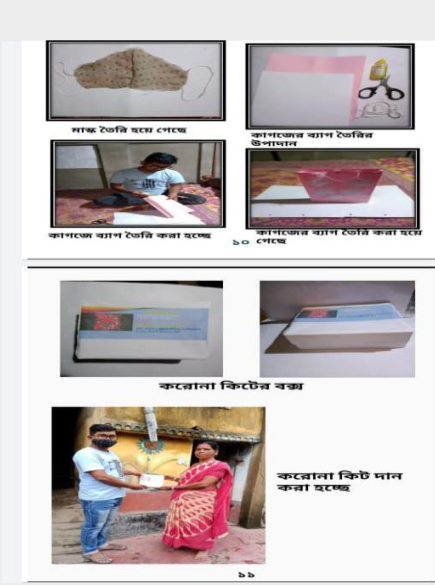 মাস্ক তৈরি হয়ে গেছে
কাগজের ব্যাগ তৈরির
উপাদান
কাগজে ব্যাগ তৈরি করা হচ্ছে
কাগজের ব্যাগ তৈরি করা হয়ে
গেছে
১০
করোনা কিটের বক্স
করোনা কিট দান
করা হচ্ছে
১১